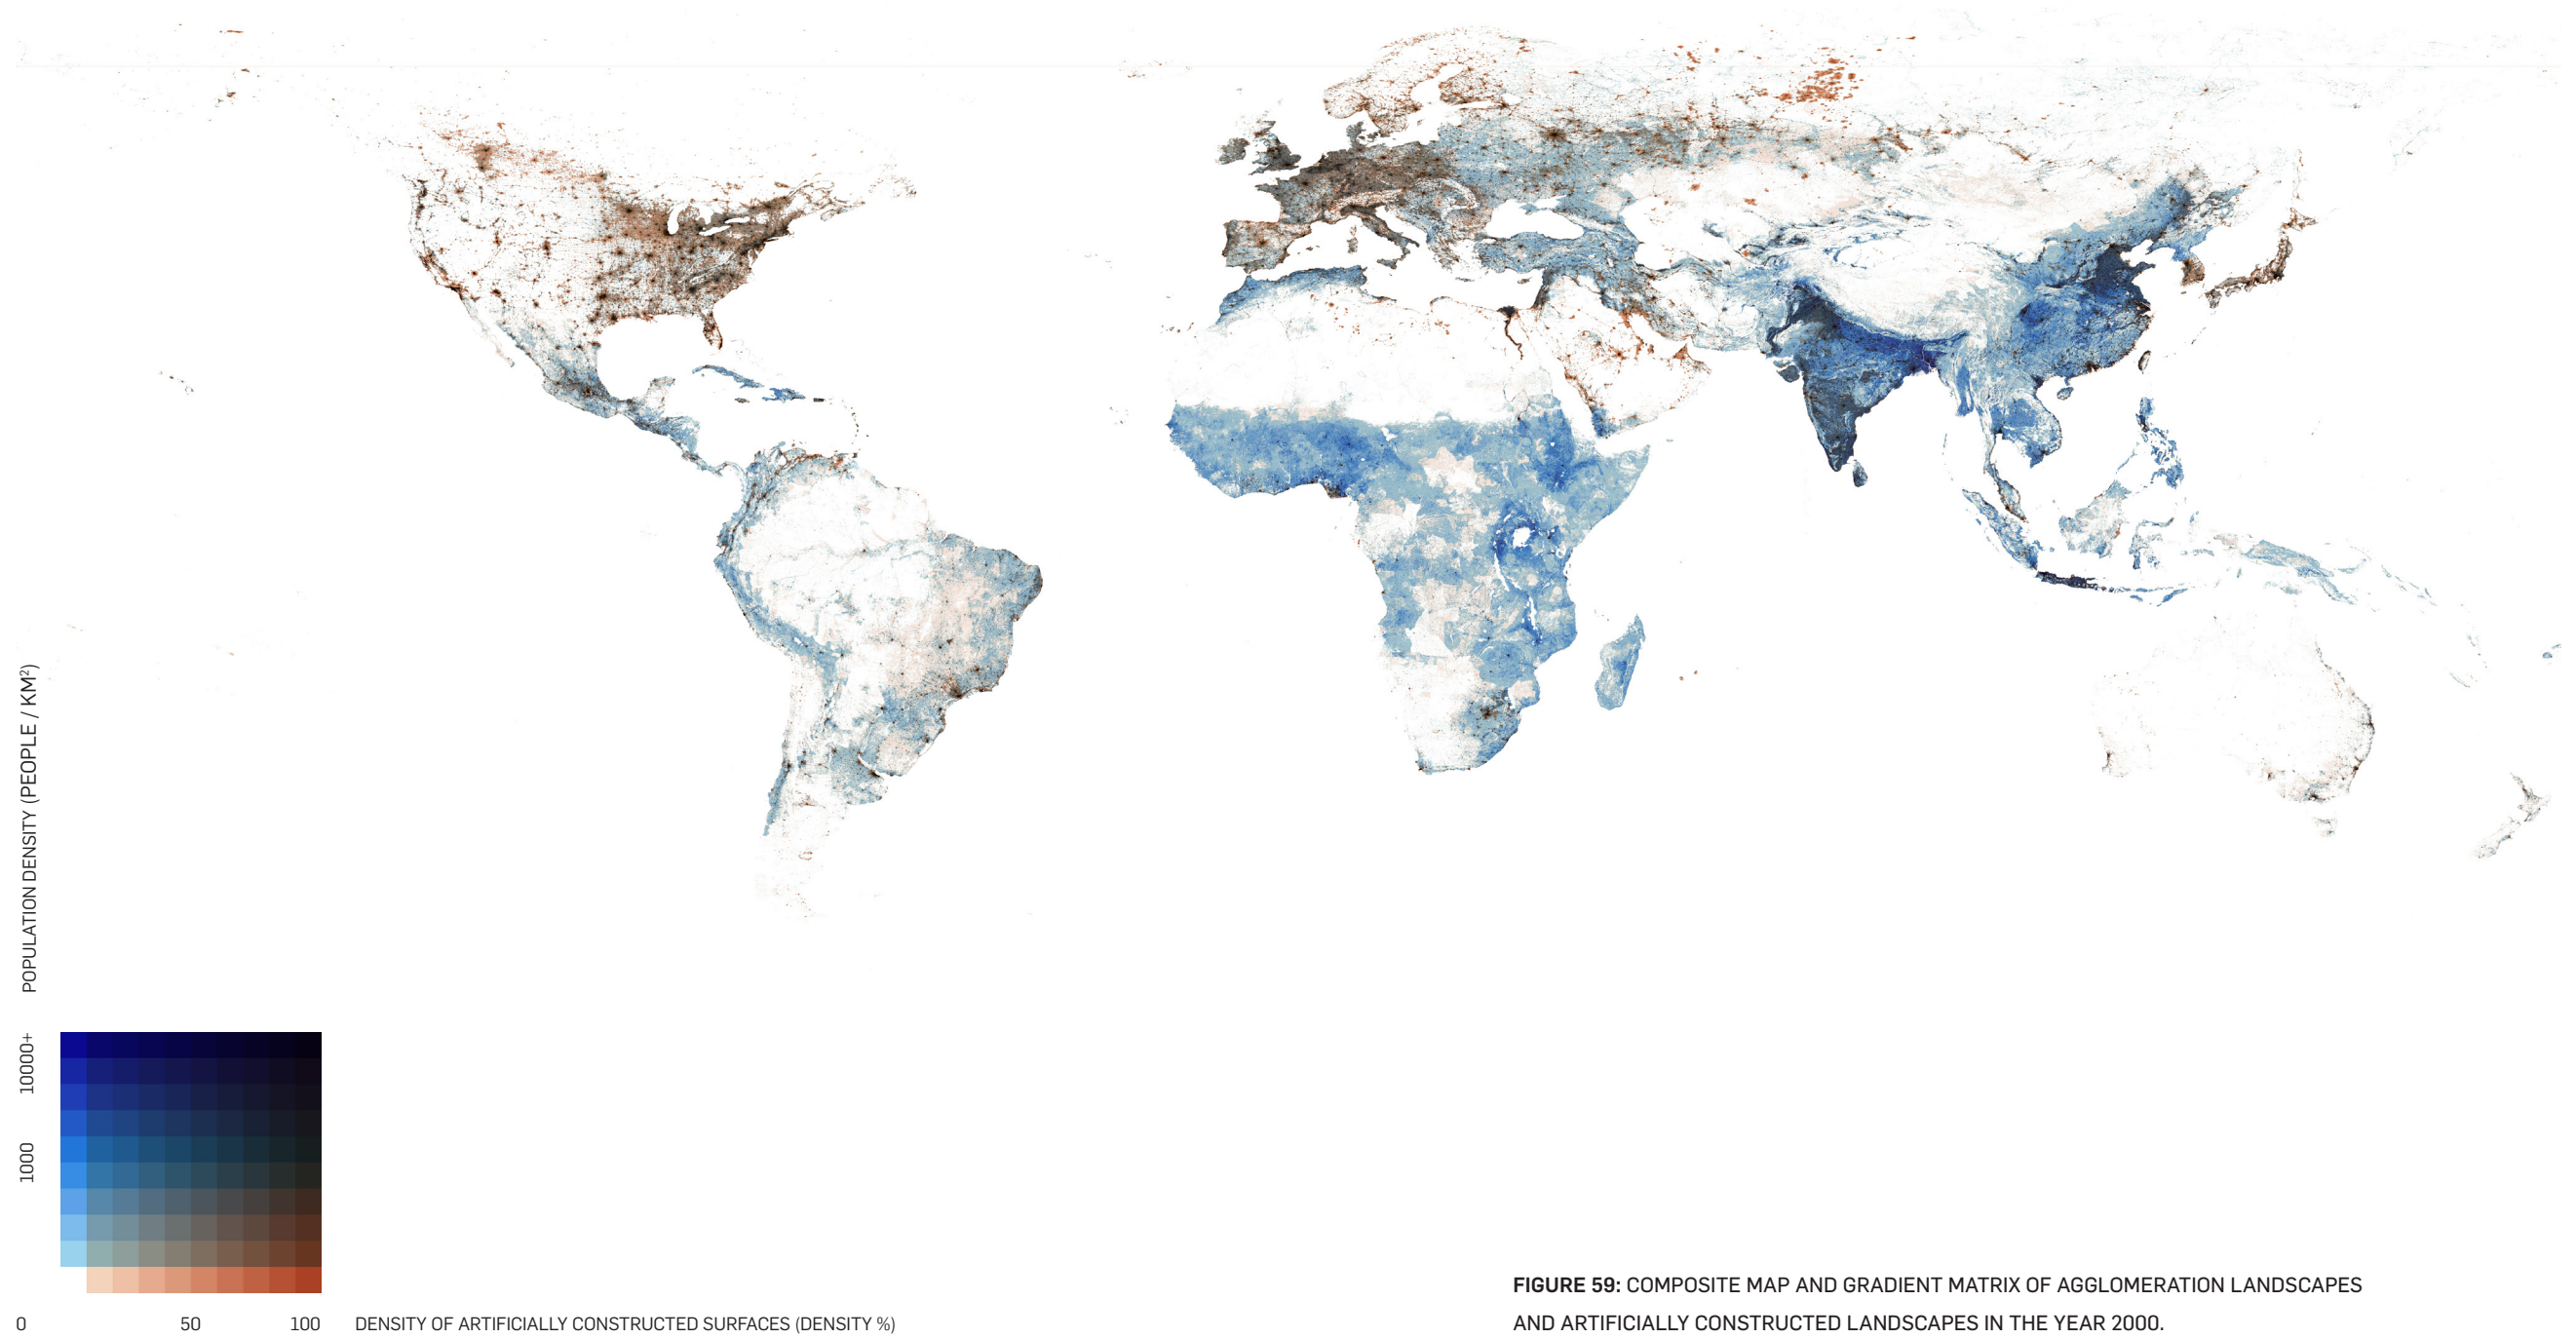 POPULATION DENSITY (PEOPLE / KM²)
10000+
1000
0
50
100
DENSITY OF ARTIFICIALLY CONSTRUCTED SURFACES (DENSITY %)
FIGURE 59: COMPOSITE MAP AND GRADIENT MATRIX OF AGGLOMERATION LANDSCAPES
AND ARTIFICIALLY CONSTRUCTED LANDSCAPES IN THE YEAR 2000.